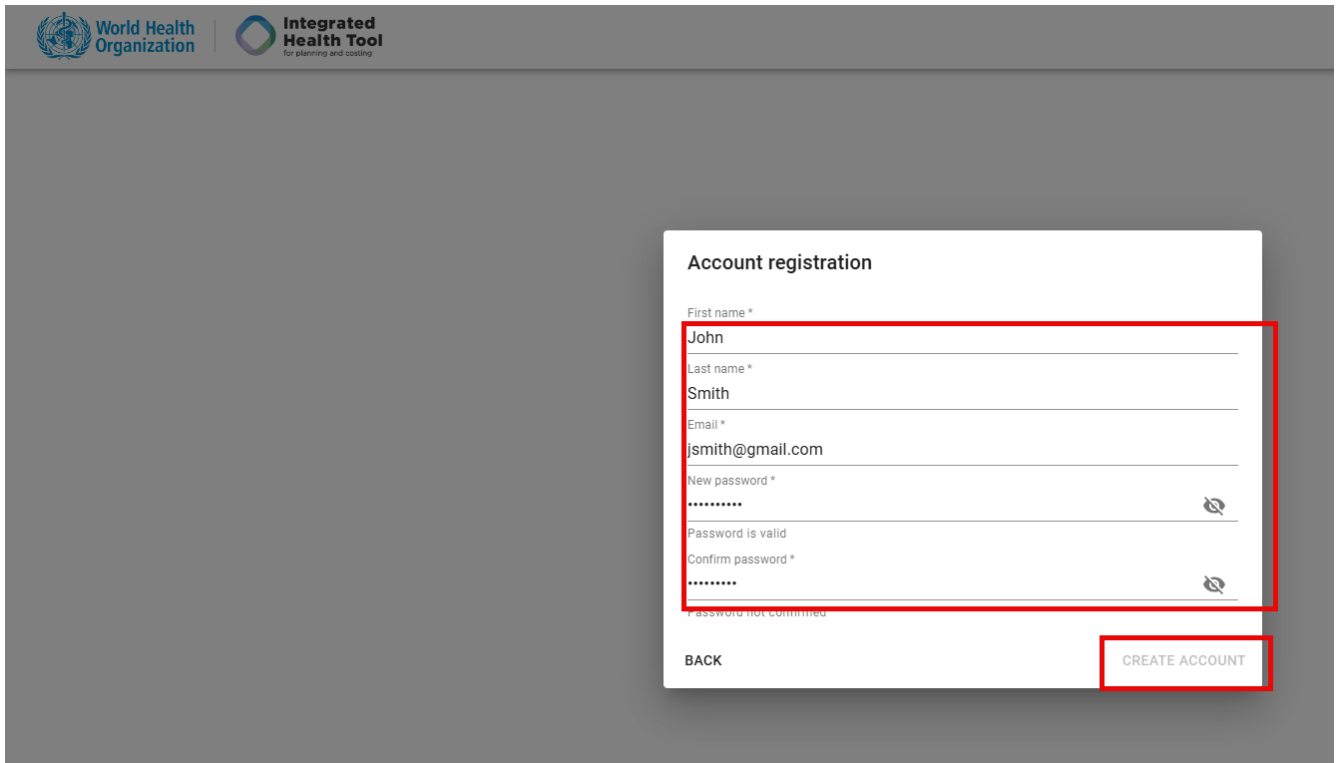 World Health
Organization
Integrated
Health Tool
for planning and costing
Account registration
First name *
John
Last name *
Smith
Email *
jsmith@gmail.com
New password *
••••••••••
Password is valid
Confirm password *
•••••••••
Password not confirmed
BACK
CREATE ACCOUNT